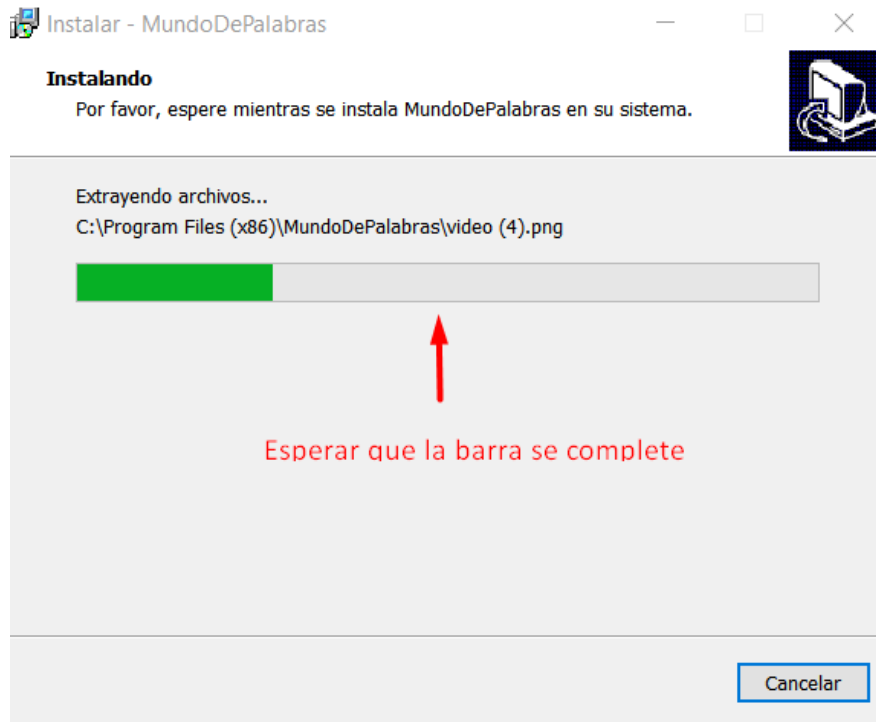 Instalar - MundoDePalabras
Instalando
Por favor, espere mientras se instala MundoDePalabras en su sistema.
Extrayendo archivos...
C:\Program Files (x86)\MundoDePalabras\video (4).png
Esperar que la barra se complete
Cancelar